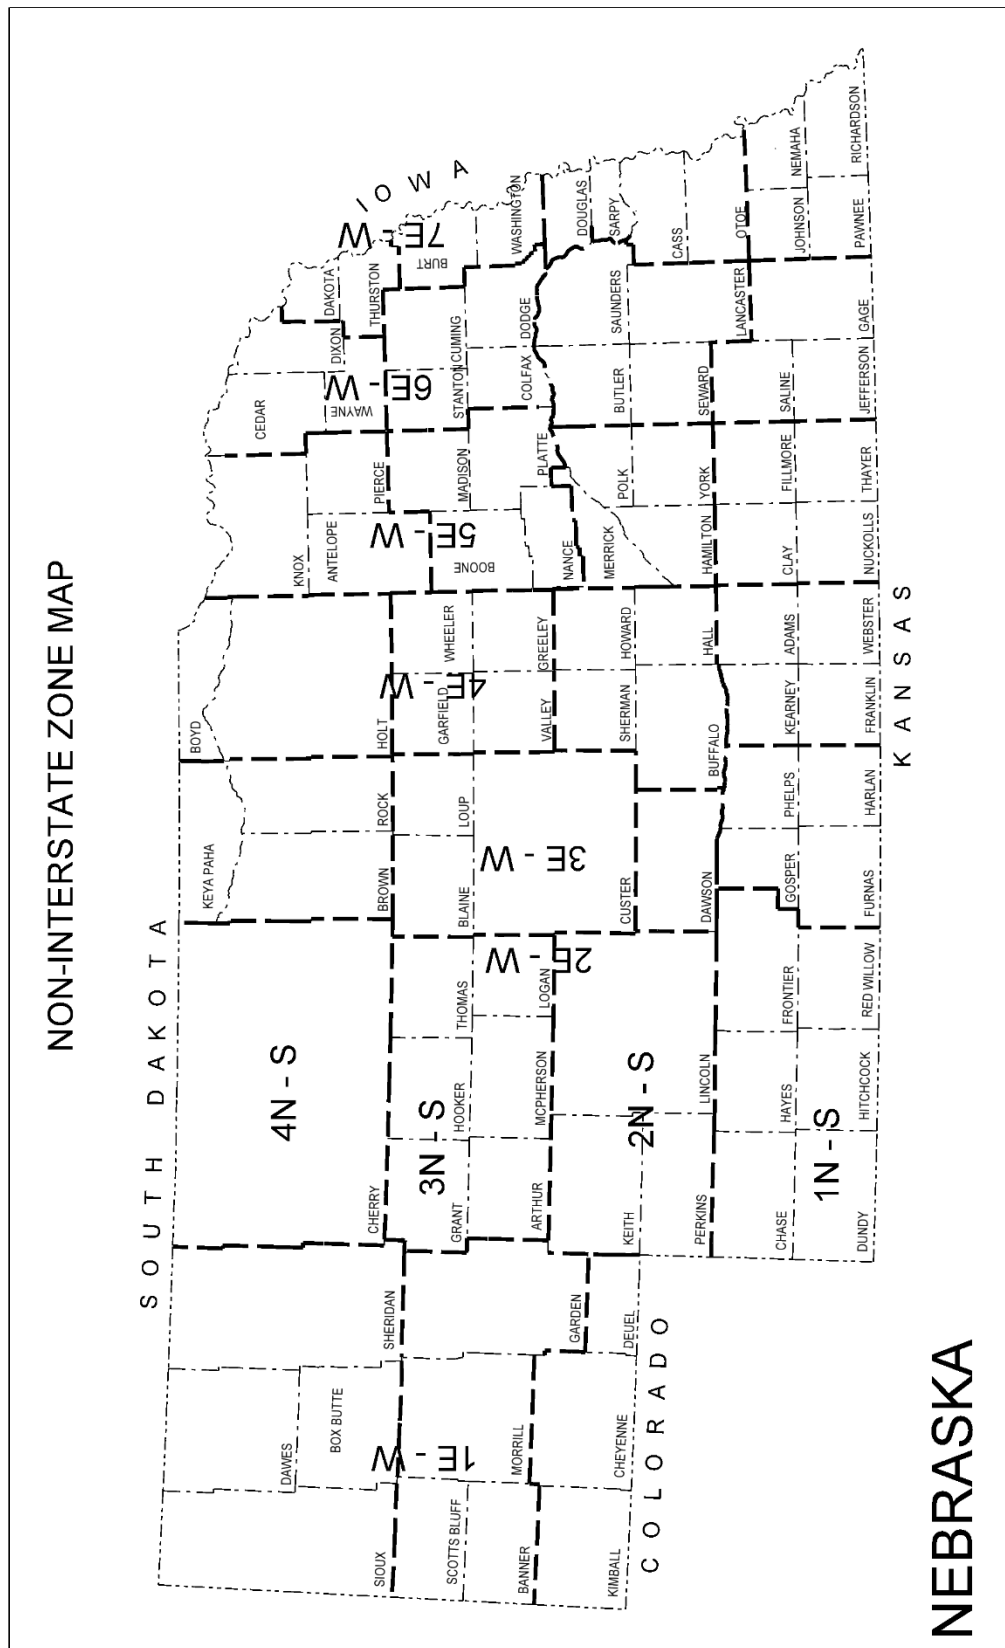 NON-INTERSTATE ZONE MAP
SOUTH DAKOTA
IOWA
KANSAS
COLORADO
NEBRASKA
4N - S
3N - S
2N - S
1N - S
1E - W
2E - W
3E - W
4E - W
5E - W
6E - W
7E - W
SIOUX
DAWES
BOX BUTTE
SHERIDAN
CHERRY
KEYA PAHA
BROWN
ROCK
BOYD
HOLT
KNOX
ANTELOPE
PIERCE
CEDAR
WAYNE
DIXON
DAKOTA
THURSTON
SCOTTS BLUFF
BANNER
KIMBALL
MORRILL
CHEYENNE
GARDEN
DEUEL
GRANT
HOOKER
THOMAS
BLAINE
LOUP
GARFIELD
WHEELER
BOONE
MADISON
STANTON
CUMING
BURT
ARTHUR
MCPHERSON
LOGAN
CUSTER
VALLEY
GREELEY
NANCE
PLATTE
COLFAX
DODGE
WASHINGTON
KEITH
PERKINS
LINCOLN
DAWSON
BUFFALO
SHERMAN
HOWARD
HALL
MERRICK
HAMILTON
POLK
YORK
BUTLER
SEWARD
SAUNDERS
LANCASTER
DOUGLAS
SARPY
CASS
OTOE
CHASE
DUNDY
HAYES
HITCHCOCK
FRONTIER
RED WILLOW
GOSPER
FURNAS
PHELPS
HARLAN
KEARNEY
FRANKLIN
ADAMS
WEBSTER
CLAY
NUCKOLLS
FILLMORE
THAYER
SALINE
JEFFERSON
GAGE
JOHNSON
PAWNEE
NEMAHA
RICHARDSON